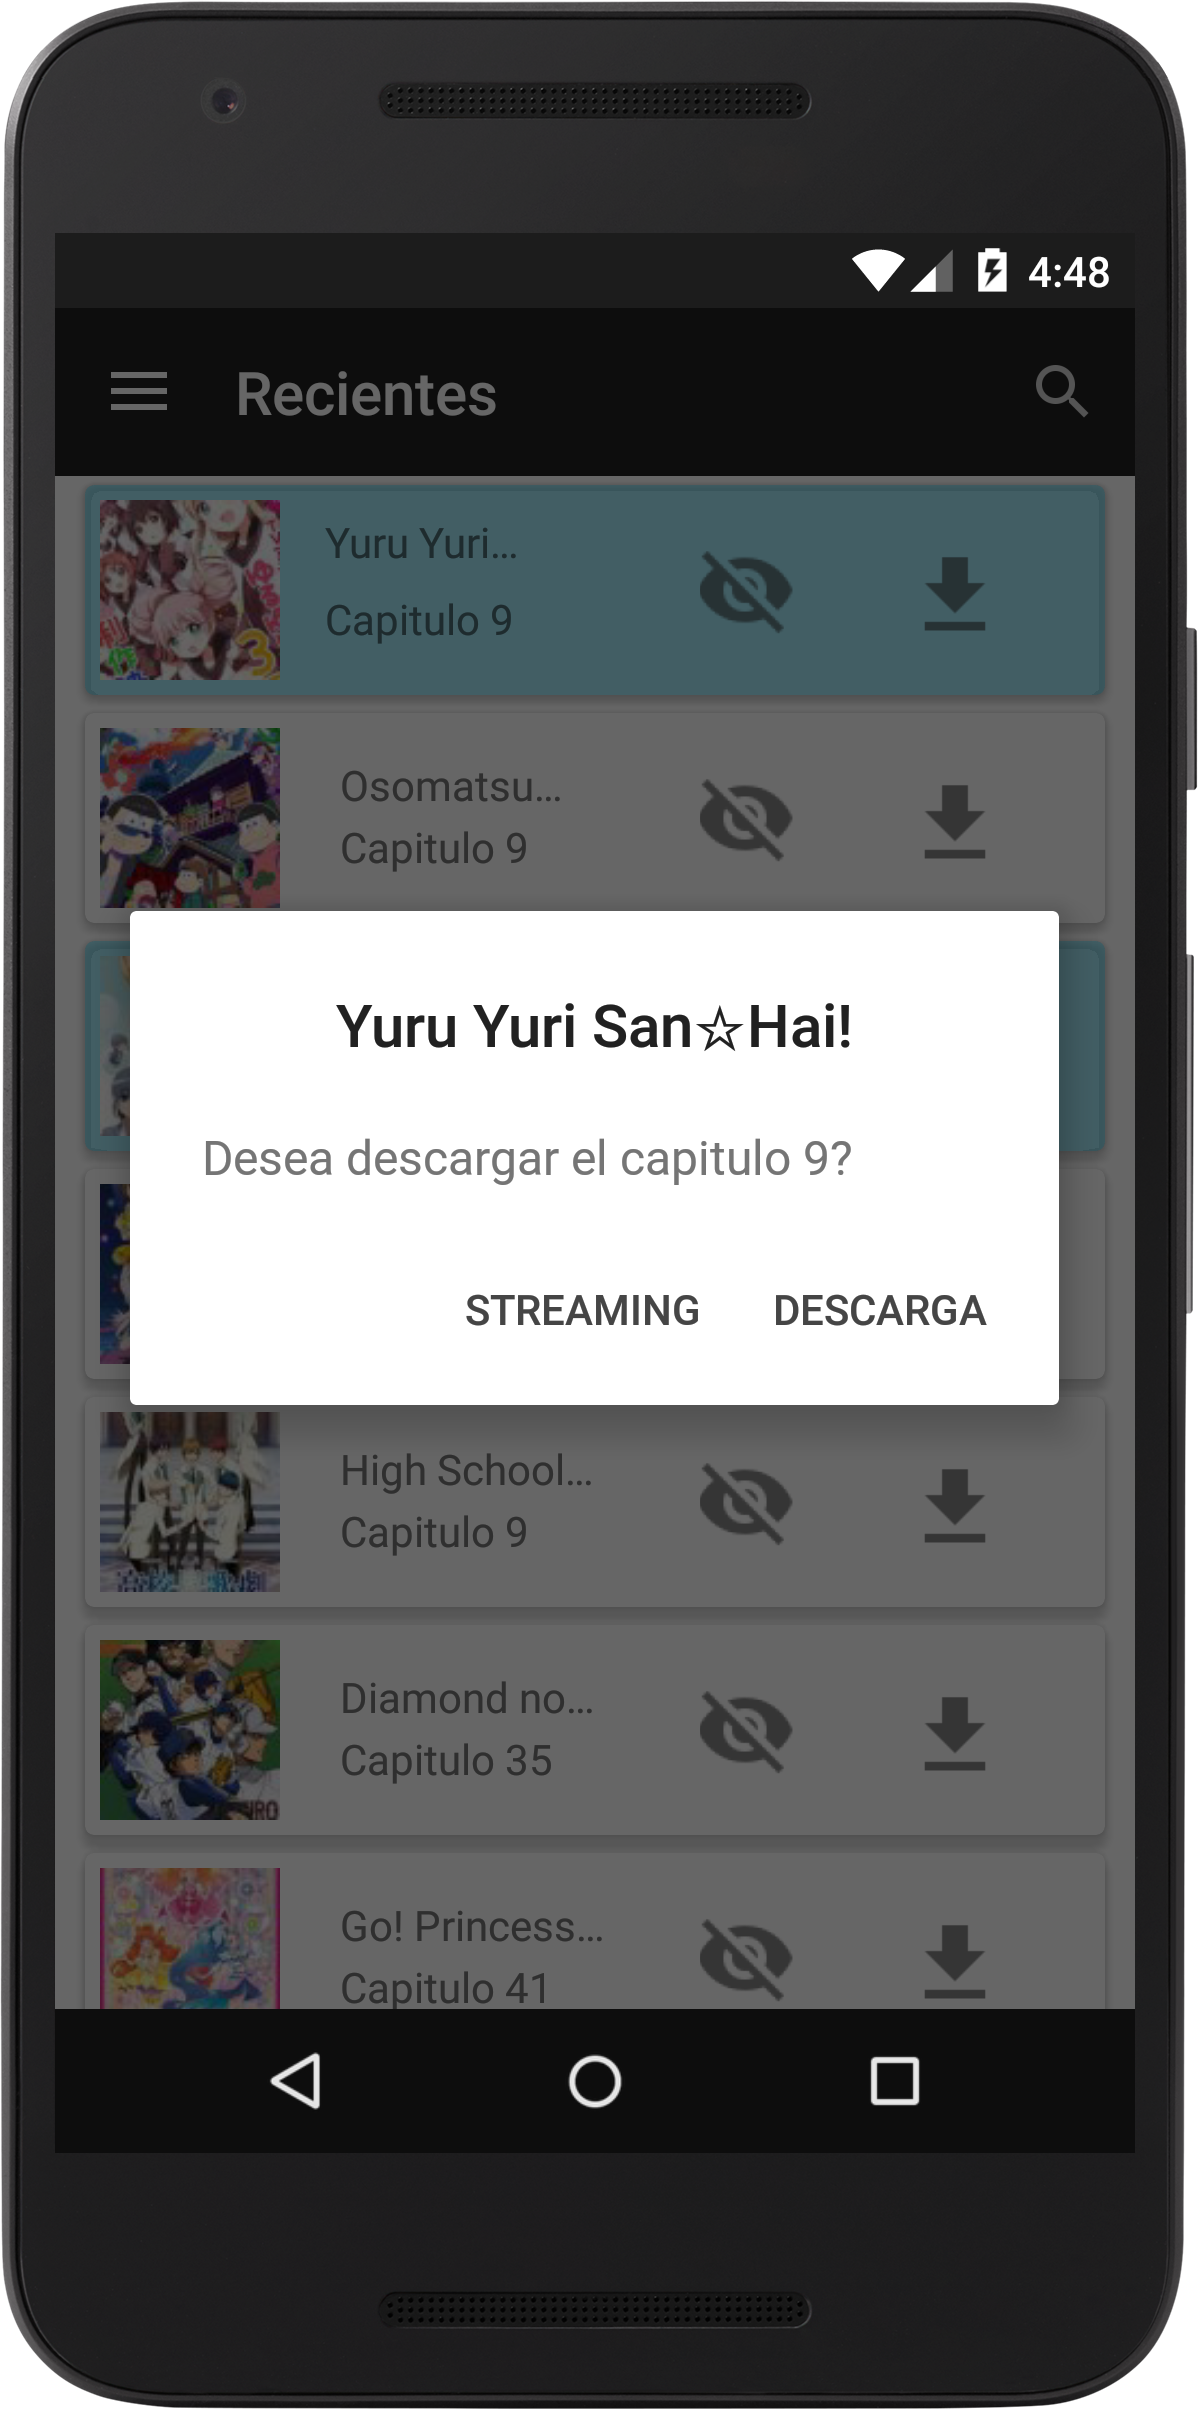 4:48
Recientes
Yuru Yuri...
Capitulo 9
Osomatsu...
Capitulo 9
Yuru Yuri San☆Hai!
Desea descargar el capitulo 9?
STREAMING DESCARGA
High School...
Capitulo 9
Diamond no...
Capitulo 35
Go! Princess...
Capitulo 41